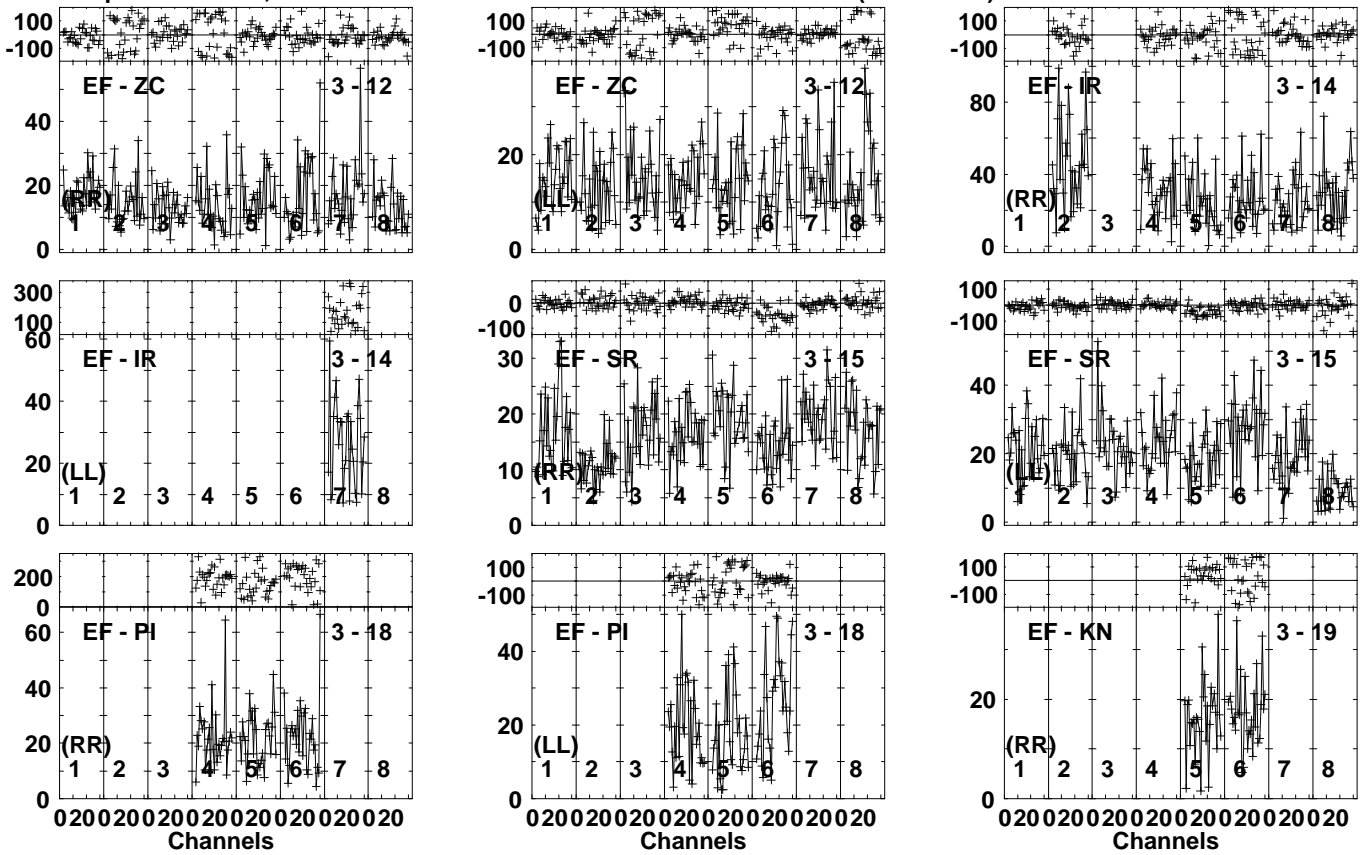 100 100 100
-100 -100 -100
EF - ZC 3 - 12 EF - ZC 3 - 12 EF - IR 3 - 14
40 20 80
20 40
0 0 0
(RR) (LL) (RR)
1 2 3 4 5 6 7 8 1 2 3 4 5 6 7 8 1 2 3 4 5 6 7 8
300 0 100
100 -100 -100
60 30 40
EF - IR 3 - 14 EF - SR 3 - 15 EF - SR 3 - 15
40 20 20
20 10
0 0 0
(LL) (RR) (LL)
1 2 3 4 5 6 7 8 1 2 3 4 5 6 7 8 1 2 3 4 5 6 7 8
200 100 100
0 -100 -100
EF - PI 3 - 18 EF - PI 3 - 18 EF - KN 3 - 19
60 40 20
40 20
20
0 0 0
(RR) (LL) (RR)
1 2 3 4 5 6 7 8 1 2 3 4 5 6 7 8 1 2 3 4 5 6 7 8
020020020020020020020020 020020020020020020020020 020020020020020020020020
Channels Channels Channels